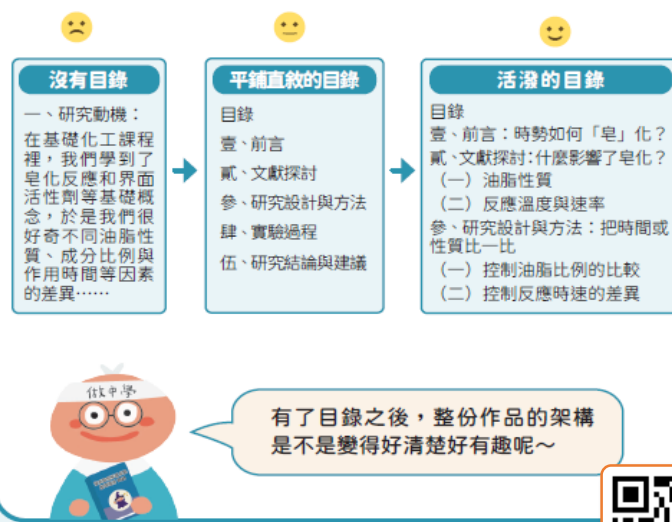 沒有目錄
一、研究動機：
在基礎化工課程
裡，我們學到了
皂化反應和界面
活性劑等基礎概
念，於是我們很
好奇不同油脂性
質、成分比例與
作用時間等因素
的差異……
平鋪直敘的目錄
目錄
壹、前言
貳、文獻探討
參、研究設計與方法
肆、實驗過程
伍、研究結論與建議
活潑的目錄
目錄
壹、前言：時勢如何「皂」化？
貳、文獻探討：什麼影響了皂化？
（一）油脂性質
（二）反應溫度與速率
參、研究設計與方法：把時間或
性質比一比
（一）控制油脂比例的比較
（二）控制反應時速的差異
做中學
有了目錄之後，整份作品的架構
是不是變得好清楚好有趣呢～